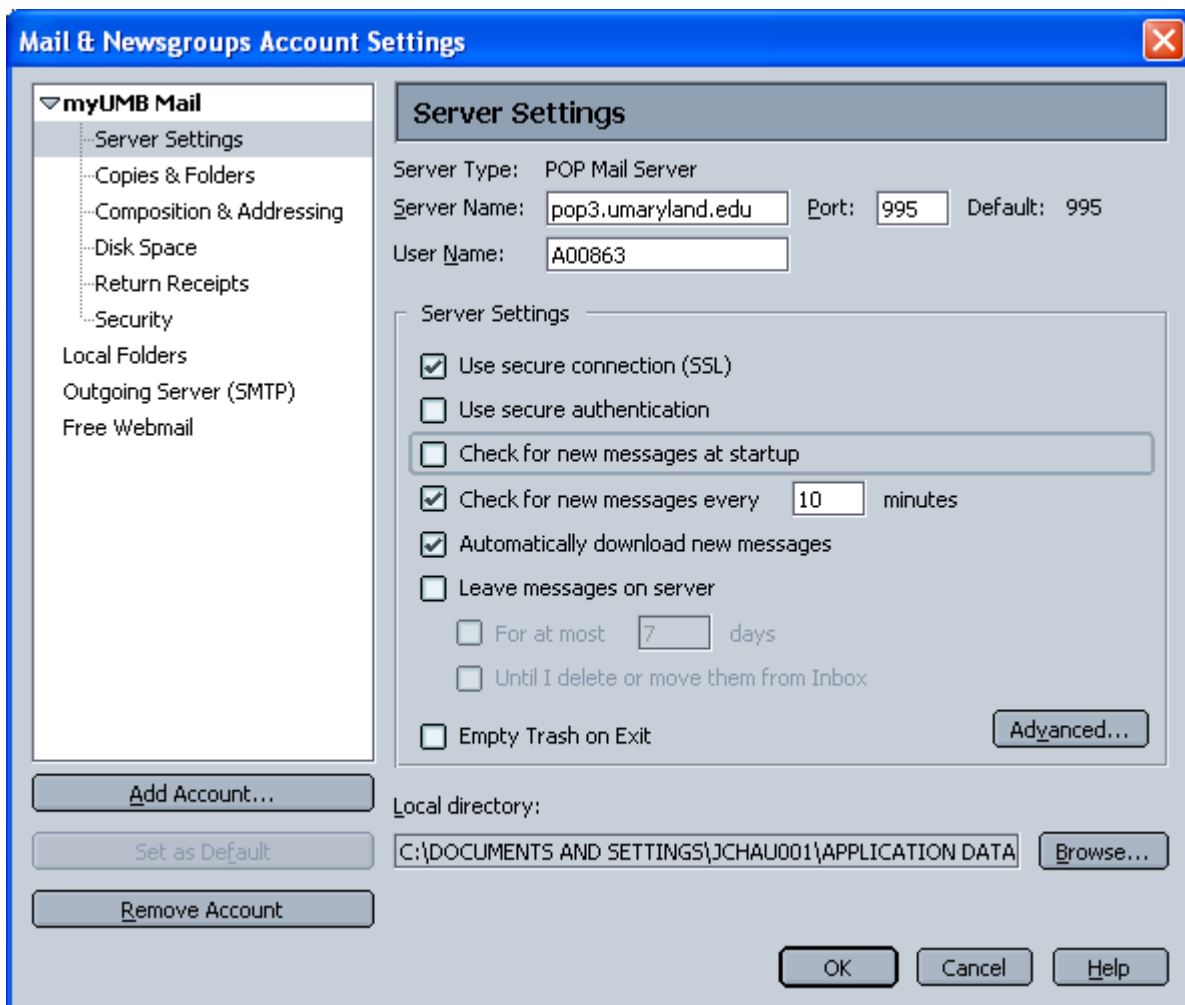 Mail & Newsgroups Account Settings
myUMB Mail
Server Settings
Copies & Folders
Composition & Addressing
Disk Space
Return Receipts
Security
Local Folders
Outgoing Server (SMTP)
Free Webmail
Add Account...
Set as Default
Remove Account
Server Settings
Server Type: POP Mail Server
Server Name: pop3.umaryland.edu Port: 995 Default: 995
User Name: A00863
Server Settings
Use secure connection (SSL)
Use secure authentication
Check for new messages at startup
Check for new messages every 10 minutes
Automatically download new messages
Leave messages on server
For at most 7 days
Until I delete or move them from Inbox
Empty Trash on Exit Advanced...
Local directory:
C:\DOCUMENTS AND SETTINGS\JCHAU001\APPLICATION DATA Browse...
OK Cancel Help